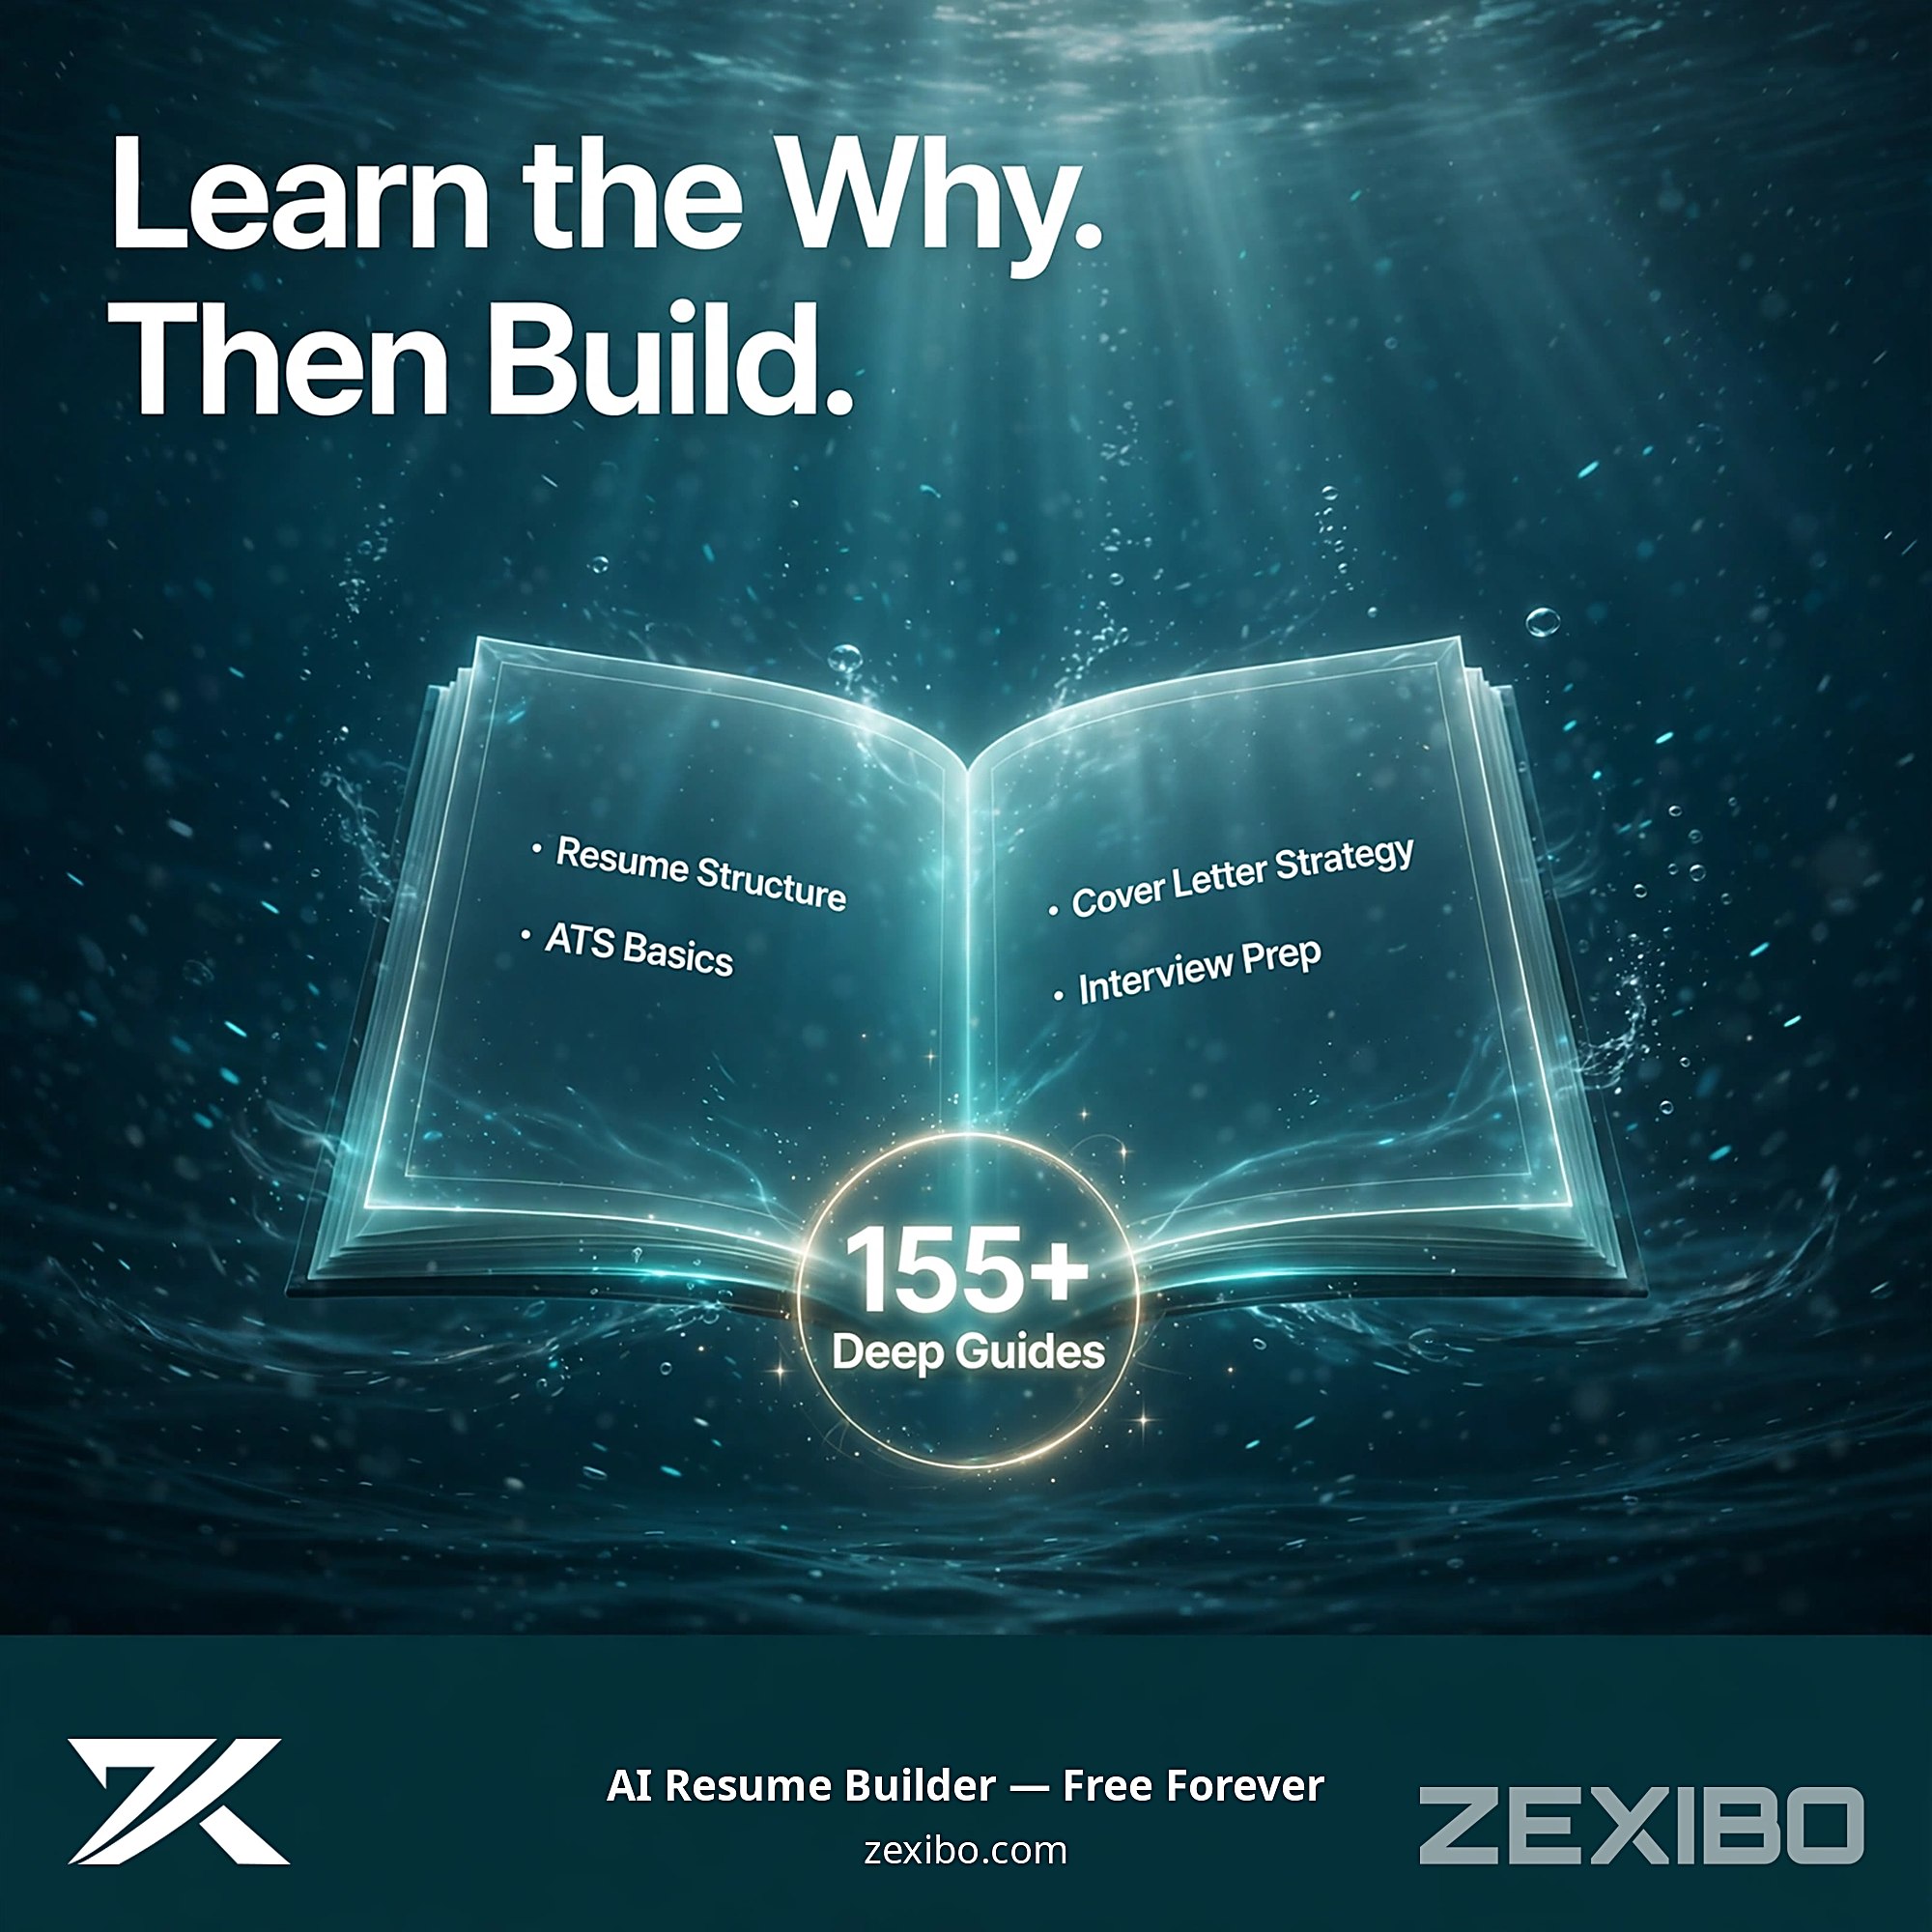 Learn the Why.
Then Build.
• Resume Structure
• ATS Basics
• Cover Letter Strategy
• Interview Prep
155+
Deep Guides
AI Resume Builder — Free Forever
zexibo.com
ZEXIBO